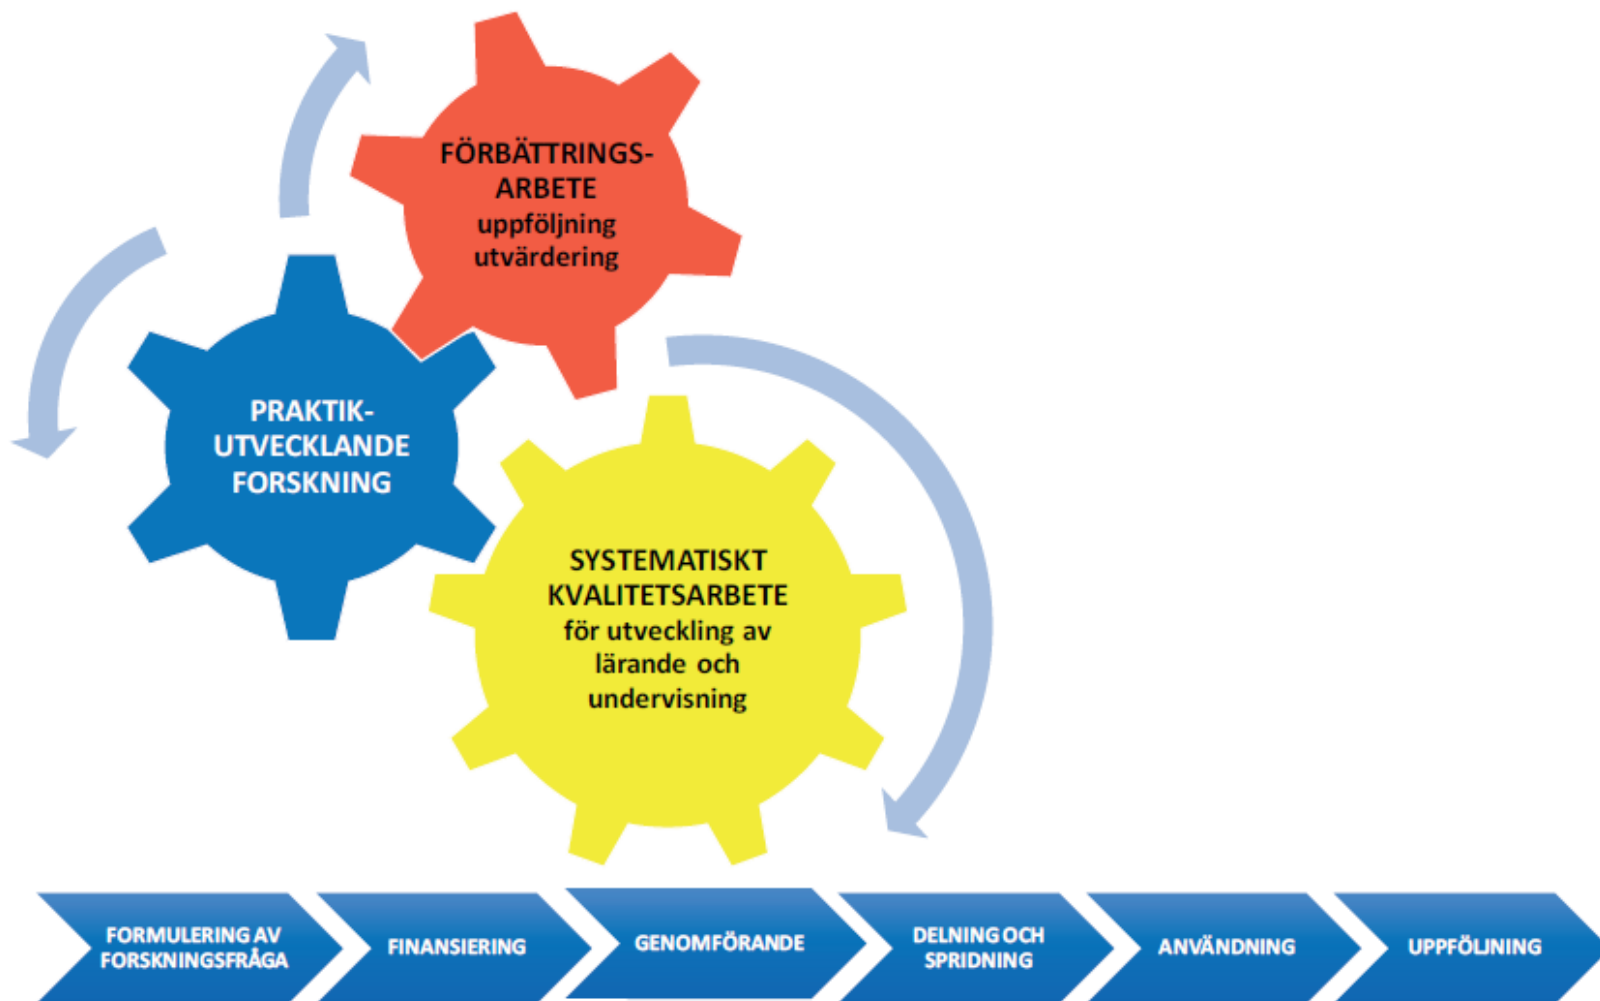 FÖRBÄTTRINGS-
ARBETE
uppföljning
utvärdering
PRAKTIK-
UTVECKLANDE
FORSKNING
SYSTEMATISKT
KVALITETSARBETE
för utveckling av
lärande och
undervisning
FORMULERING AV
FORSKNINGSFRÅGA
FINANSIERING
GENOMFÖRANDE
DELNING OCH
SPRIDNING
ANVÄNDNING
UPPFÖLJNING